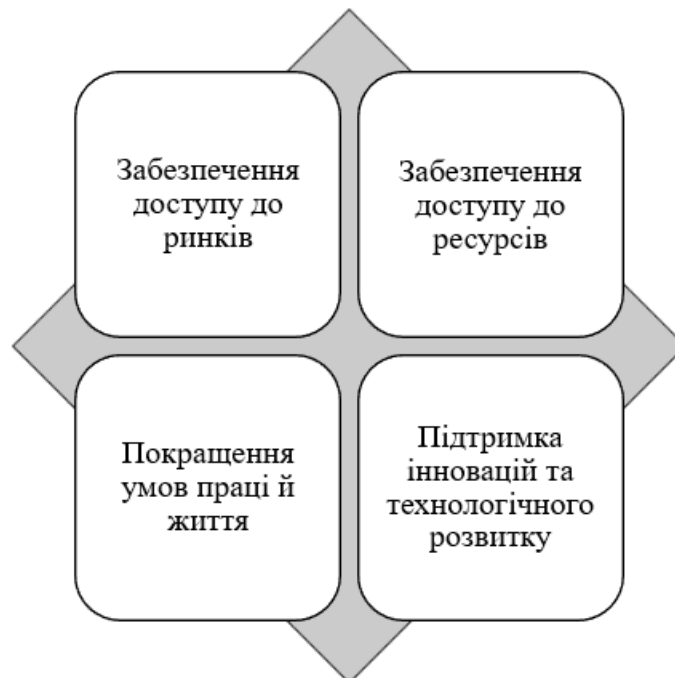 Забезпечення
доступу до
ринків
Забезпечення
доступу до
ресурсів
Покращення
умов праці й
життя
Підтримка
інновацій та
технологічного
розвитку